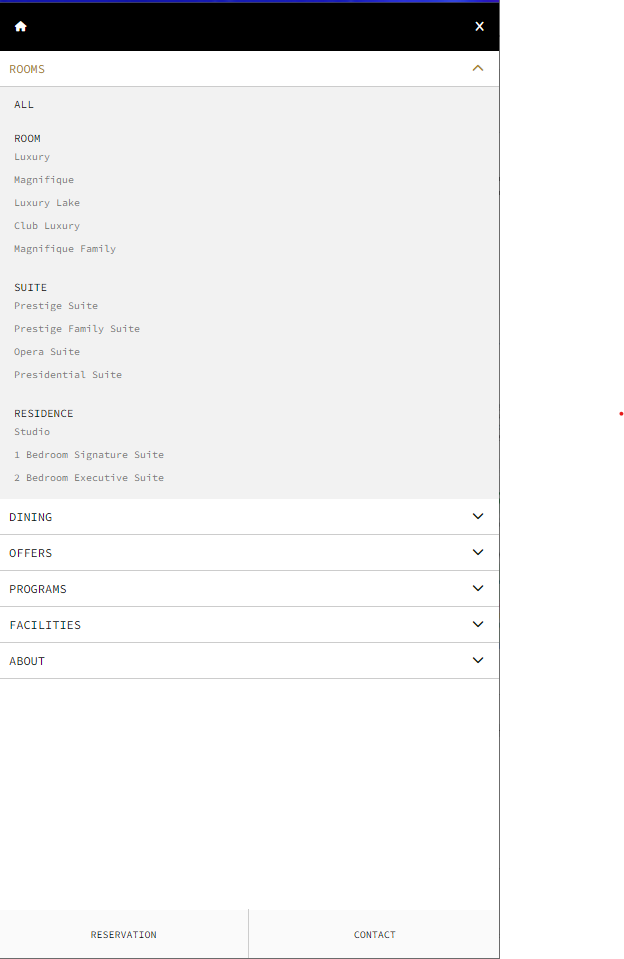 X
ROOMS
ALL
ROOM
Luxury
Magnifique
Luxury Lake
Club Luxury
Magnifique Family
SUITE
Prestige Suite
Prestige Family Suite
Opera Suite
Presidential Suite
RESIDENCE
Studio
1 Bedroom Signature Suite
2 Bedroom Executive Suite
DINING
OFFERS
PROGRAMS
FACILITIES
ABOUT
RESERVATION
CONTACT